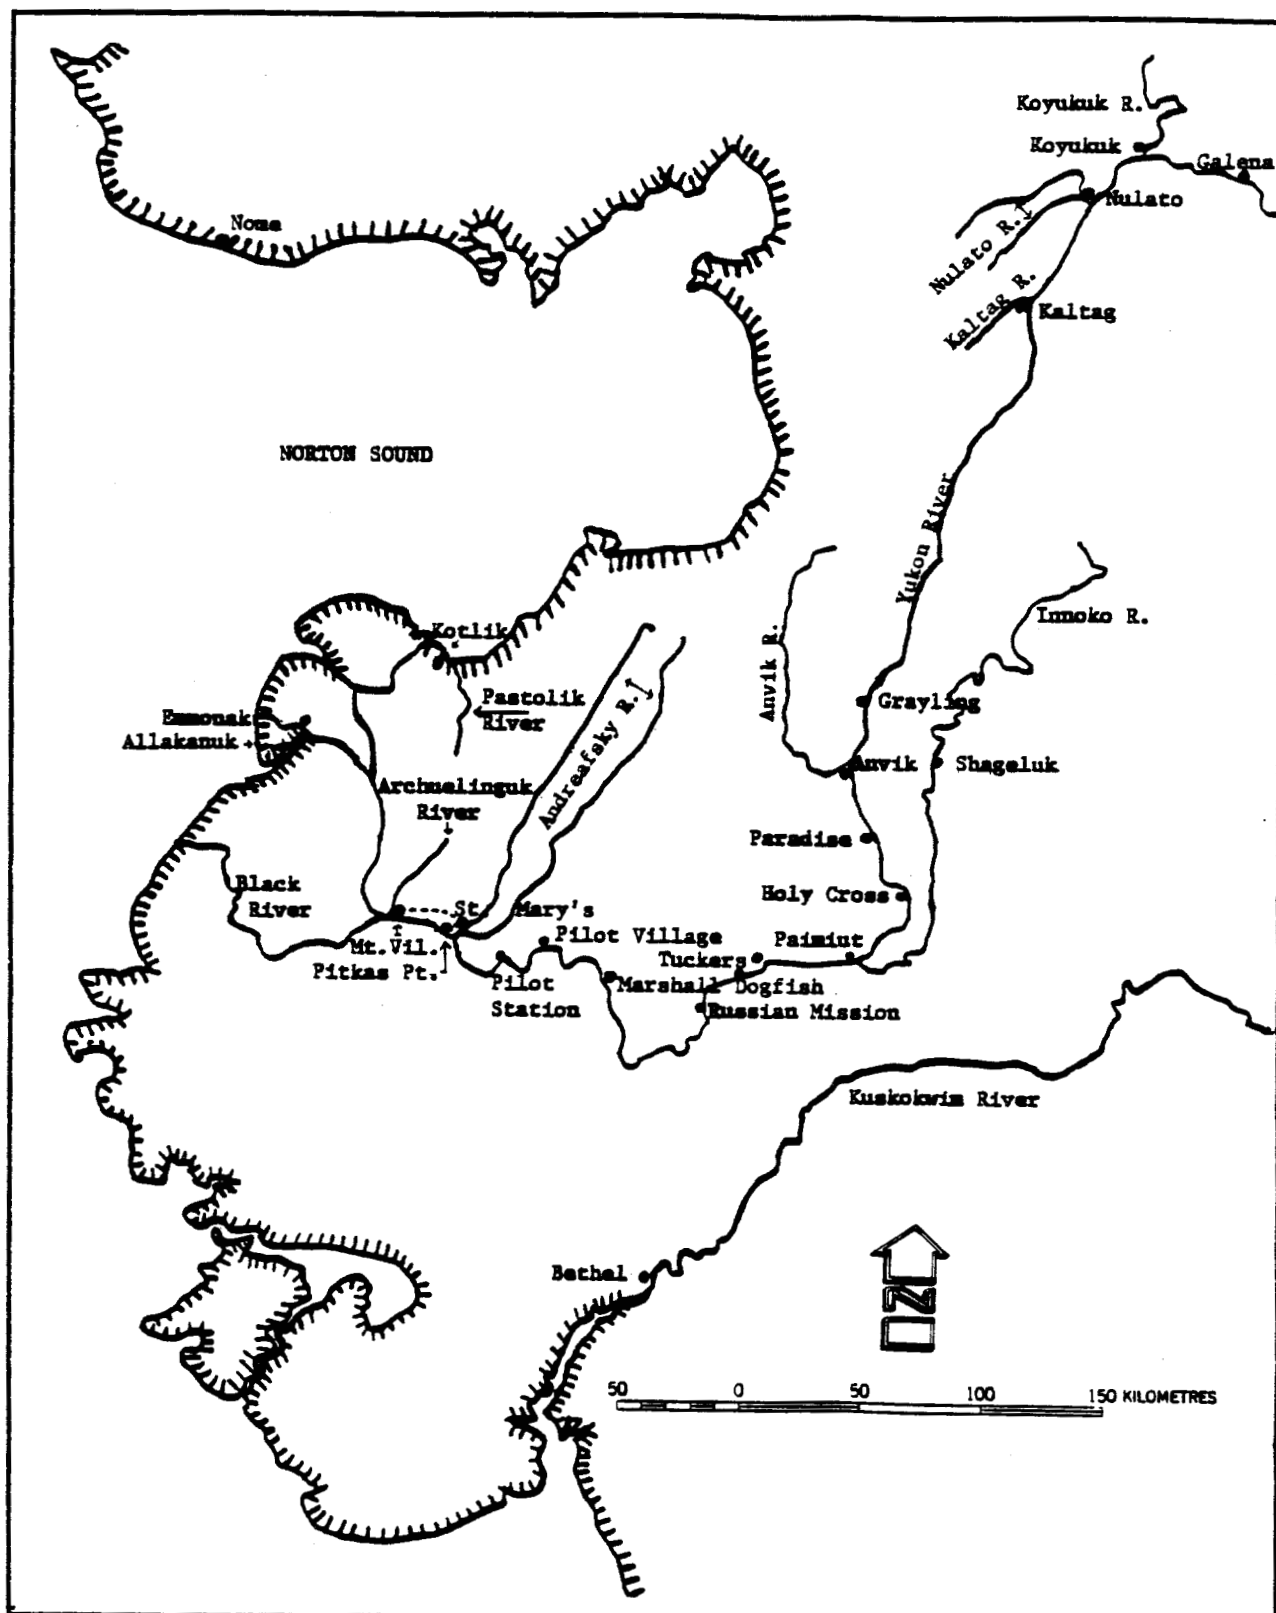 Koyukuk R.
Koyukuk
Galena
Nulato
Nulato R.
Kaltag R.
Kaltag
Nome
NORTON SOUND
Yukon River
Innoko R.
Anvik R.
Kotlik
Pastolik
River
Andreafsky R.
Grayling
Emmonak
Allakanuk
Anvik
Shageluk
Archuelinguk
River
Paradise
Black
River
Holy Cross
St. Mary's
Mt.Vil.
Pitkas Pt.
Pilot Village
Paimiut
Tuckers
Pilot
Station
Marshall
Dogfish
Russian Mission
Kuskokwim River
Bethel
N
50 0 50 100 150 KILOMETRES